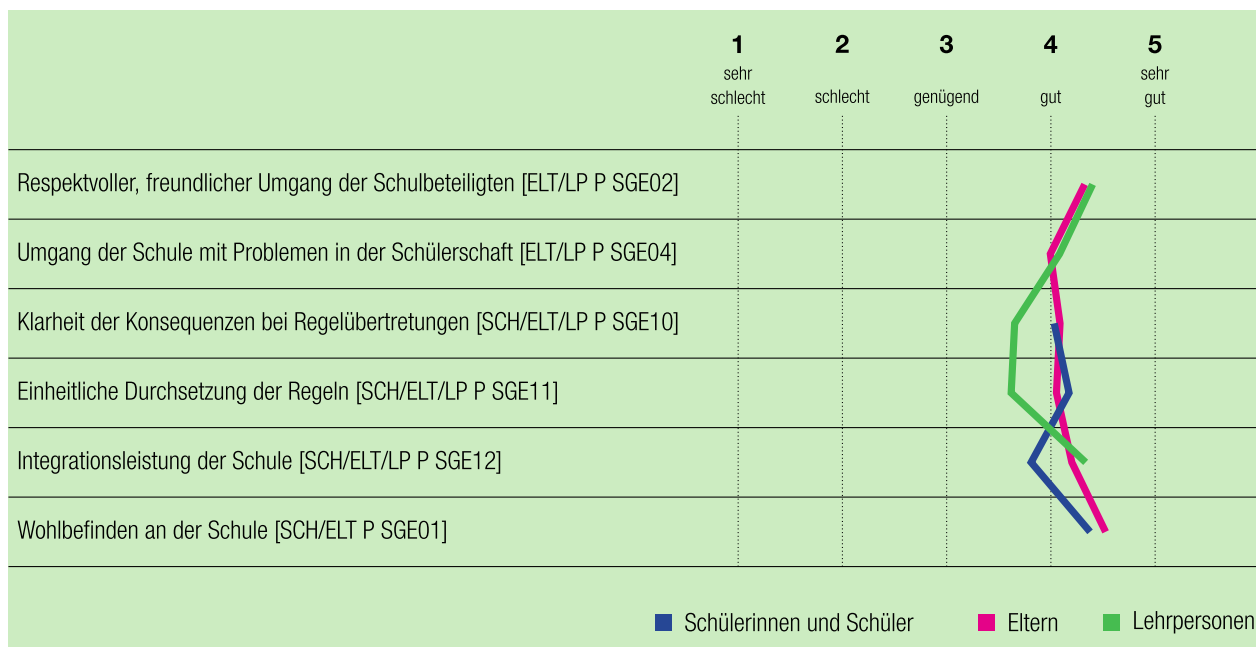 1 2 3 4 5
sehr sehr
schlecht schlecht genügend gut gut
Respektvoller, freundlicher Umgang der Schulbeteiligten [ELT/LP P SGE02]
Umgang der Schule mit Problemen in der Schülerschaft [ELT/LP P SGE04]
Klarheit der Konsequenzen bei Regelübertretungen [SCH/ELT/LP P SGE10]
Einheitliche Durchsetzung der Regeln [SCH/ELT/LP P SGE11]
Integrationsleistung der Schule [SCH/ELT/LP P SGE12]
Wohlbefinden an der Schule [SCH/ELT P SGE01]
Schülerinnen und Schüler Eltern Lehrpersonen